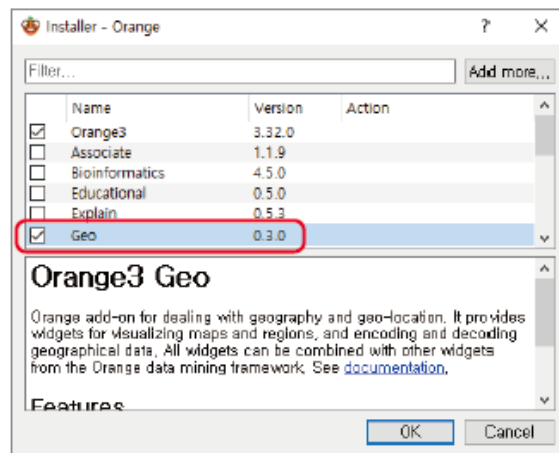 Installer - Orange
Filter...
Add more...
Name Version Action
Orange3 3.32.0
Associate 1.1.9
Bioinformatics 4.5.0
Educational 0.5.0
Explain 0.5.3
Geo 0.3.0
Orange3 Geo
Orange add-on for dealing with geography and geo-location. It provides
widgets for visualizing maps and regions, and encoding and decoding
geographical data, All widgets can be combined with other widgets
from the Orange data mining framework, See documentation,
Features
OK Cancel